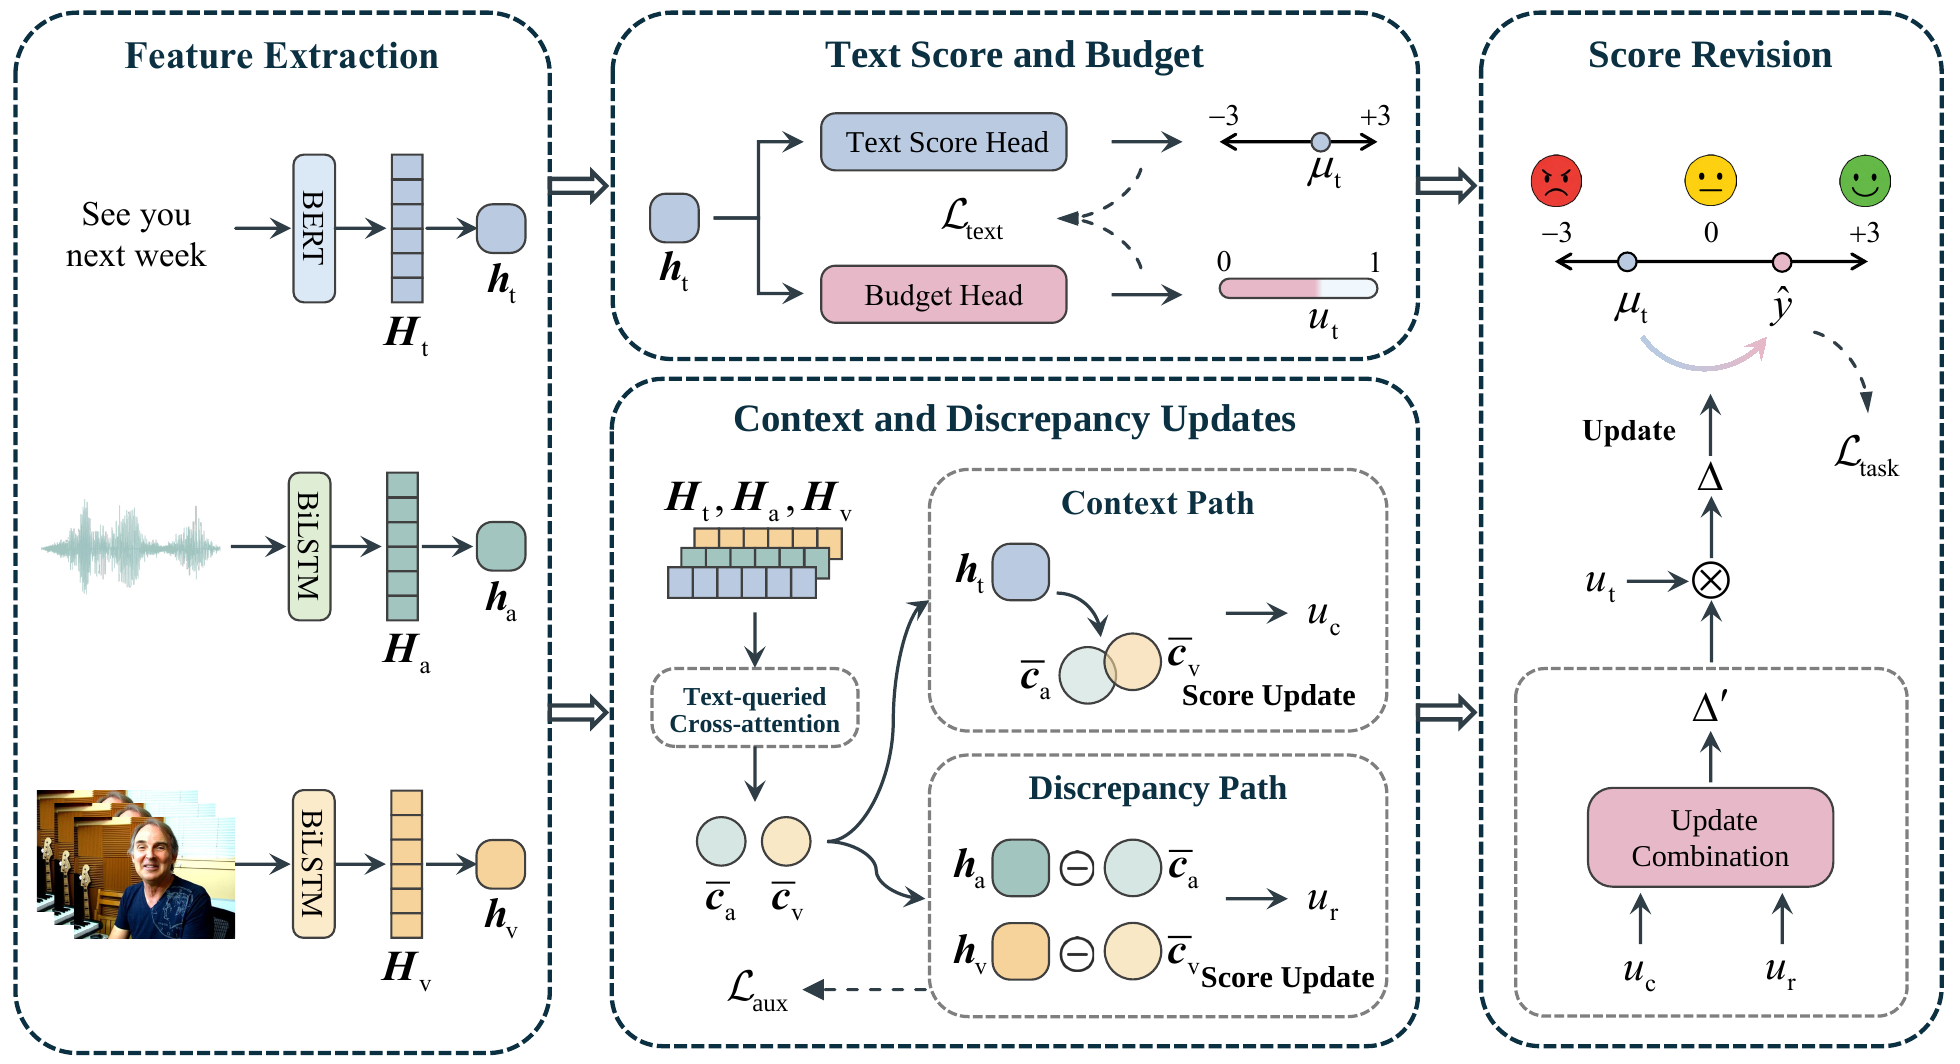 Feature Extraction
See you
next week
BERT
H_t
h_t
BiLSTM
H_a
h_a
BiLSTM
H_v
h_v
Text Score and Budget
h_t
Text Score Head
Budget Head
ℒ_text
−3
+3
μ_t
0
1
u_t
Context and Discrepancy Updates
H_t, H_a, H_v
Text-queried
Cross-attention
c̅_a
c̅_v
ℒ_aux
Context Path
h_t
c̅_a
c̅_v
Score Update
u_c
Discrepancy Path
h_a
c̅_a
h_v
c̅_v
Score Update
u_r
Score Revision
−3
0
+3
μ_t
ŷ
Update
ℒ_task
Δ
u_t
Δ′
Update
Combination
u_c
u_r